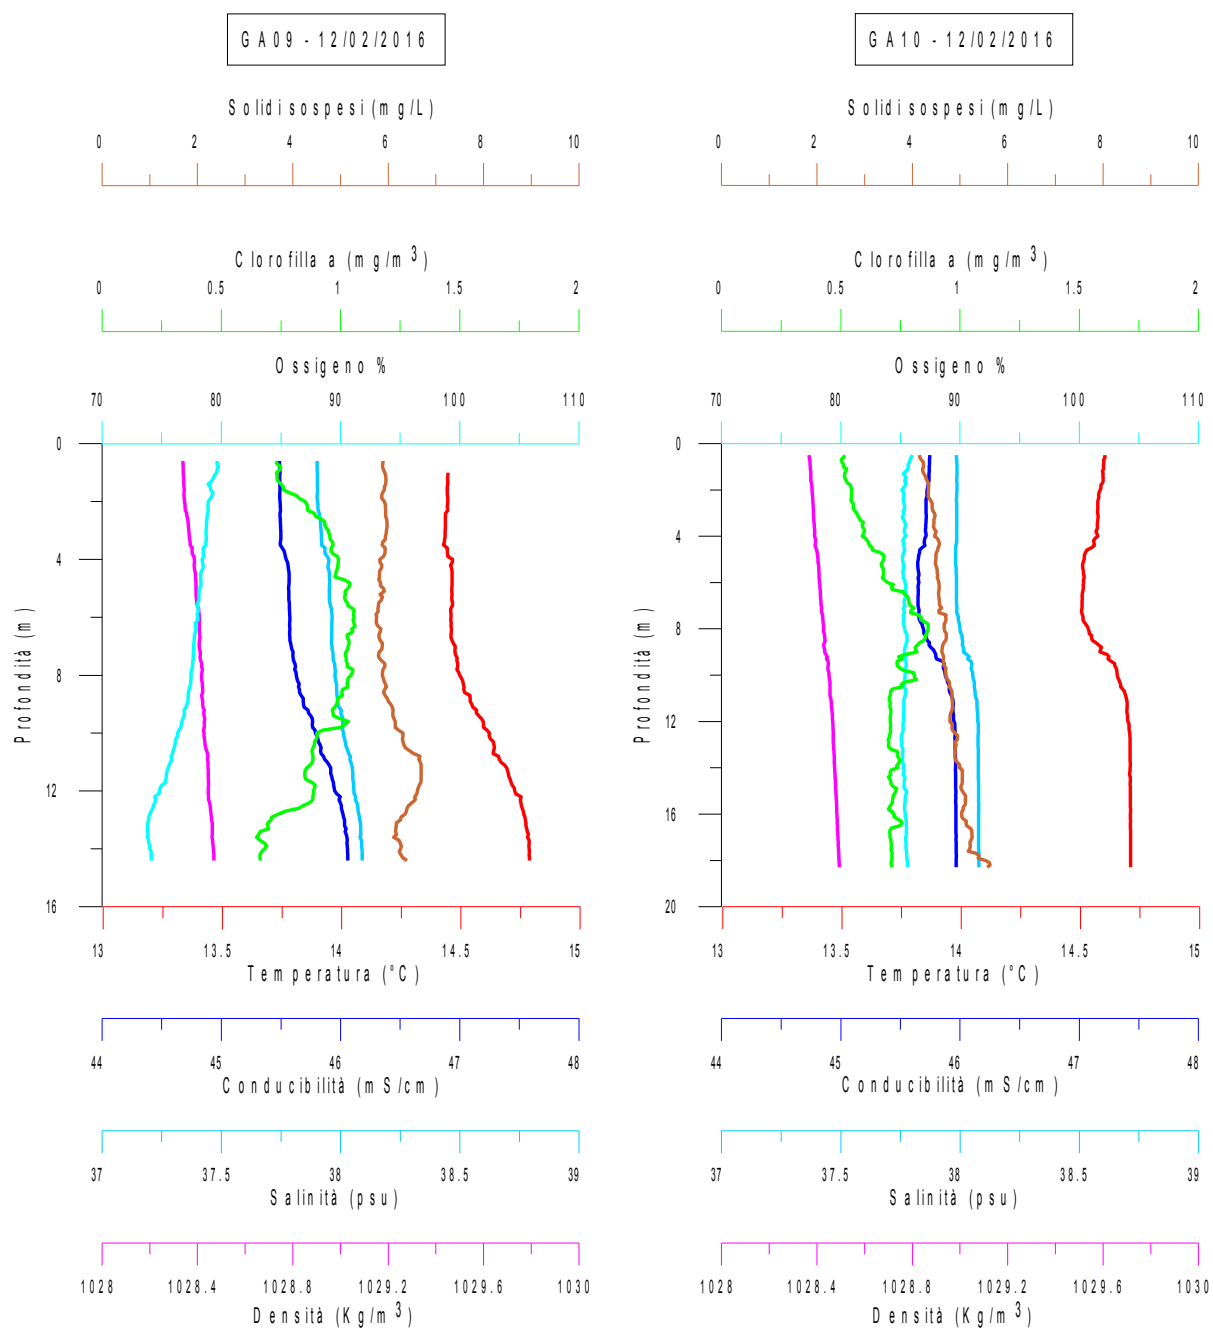 GA09 - 12/02/2016
Solidi sospesi (mg/L)
0 2 4 6 8 10
Clorofilla a (mg/m³)
0 0.5 1 1.5 2
Ossigeno %
70 80 90 100 110
0
4
8
12
16
Profondità (m)
13 13.5 14 14.5 15
Temperatura (°C)
44 45 46 47 48
Conducibilità (mS/cm)
37 37.5 38 38.5 39
Salinità (psu)
1028 1028.4 1028.8 1029.2 1029.6 1030
Densità (Kg/m³)
GA10 - 12/02/2016
Solidi sospesi (mg/L)
0 2 4 6 8 10
Clorofilla a (mg/m³)
0 0.5 1 1.5 2
Ossigeno %
70 80 90 100 110
0
4
8
12
16
20
Profondità (m)
13 13.5 14 14.5 15
Temperatura (°C)
44 45 46 47 48
Conducibilità (mS/cm)
37 37.5 38 38.5 39
Salinità (psu)
1028 1028.4 1028.8 1029.2 1029.6 1030
Densità (Kg/m³)